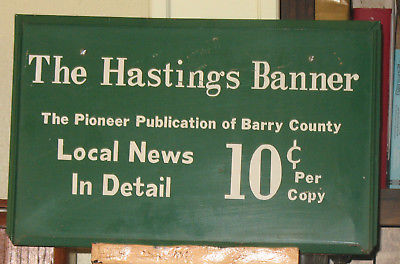 The Hastings Banner
The Pioneer Publication of Barry County
Local News
In Detail
10¢
Per
Copy